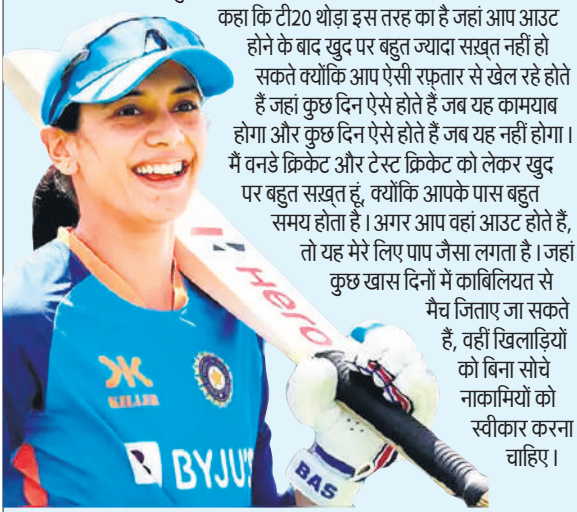 कहा कि टी20 थोड़ा इस तरह का है जहां आप आउट
होने के बाद खुद पर बहुत ज्यादा सख़्त नहीं हो
सकते क्योंकि आप ऐसी रफ़्तार से खेल रहे होते
हैं जहां कुछ दिन ऐसे होते हैं जब यह कामयाब
होगा और कुछ दिन ऐसे होते हैं जब यह नहीं होगा।
मैं वनडे क्रिकेट और टेस्ट क्रिकेट को लेकर खुद
पर बहुत सख़्त हूं, क्योंकि आपके पास बहुत
समय होता है। अगर आप वहां आउट होते हैं,
तो यह मेरे लिए पाप जैसा लगता है। जहां
कुछ खास दिनों में काबिलियत से
मैच जिताए जा सकते
हैं, वहीं खिलाड़ियों
को बिना सोचे
नाकामियों को
स्वीकार करना
चाहिए।
Hero
KILLER
BYJU'
BAS